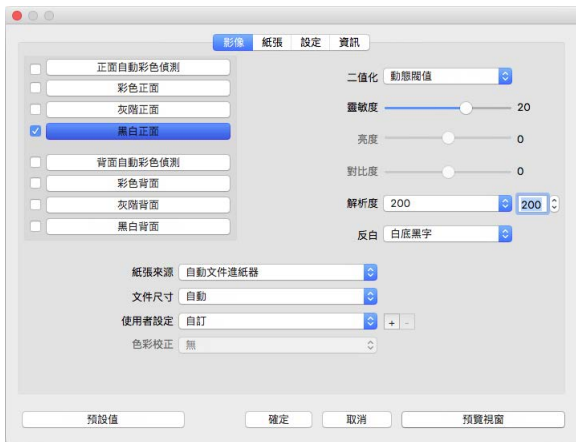 影像 紙張 設定 資訊
正面自動彩色偵測
彩色正面
灰階正面
黑白正面
背面自動彩色偵測
彩色背面
灰階背面
黑白背面
二值化 動態閥值
靈敏度 20
亮度 0
對比度 0
解析度 200 200
反白 白底黑字
紙張來源 自動文件進紙器
文件尺寸 自動
使用者設定 自訂 + -
色彩校正 無
預設值 確定 取消 預覽視窗